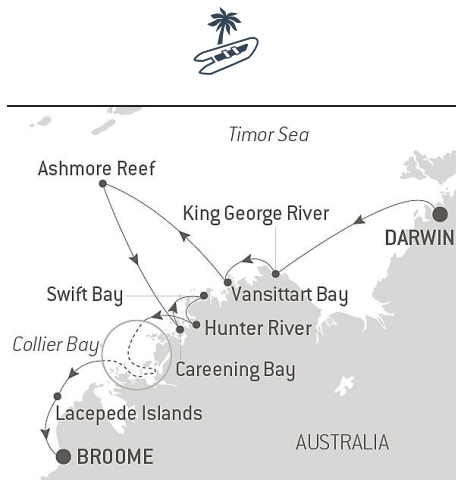 Timor Sea
Ashmore Reef
King George River
DARWIN
Swift Bay
Vansittart Bay
Hunter River
Collier Bay
Careening Bay
Lacepede Islands
AUSTRALIA
BROOME